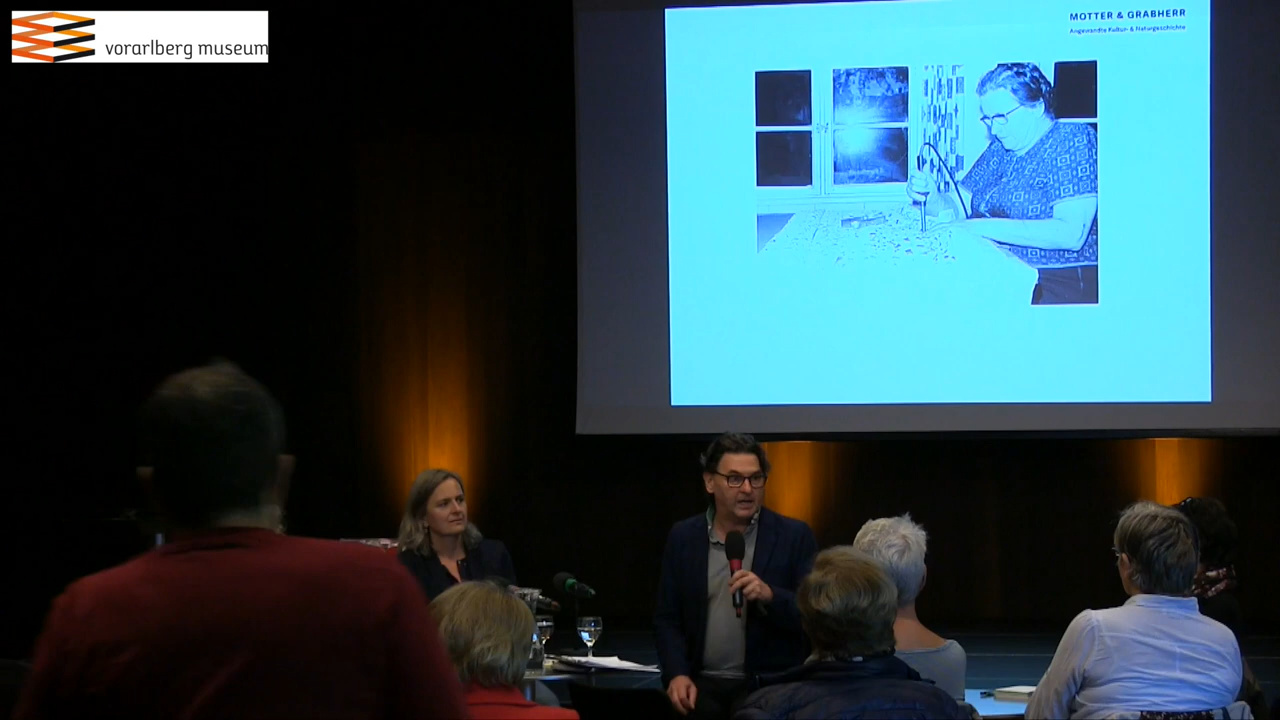 vorarlberg museum
MOTTER & GRABHERR
Angewandte Kultur- & Naturgeschichte